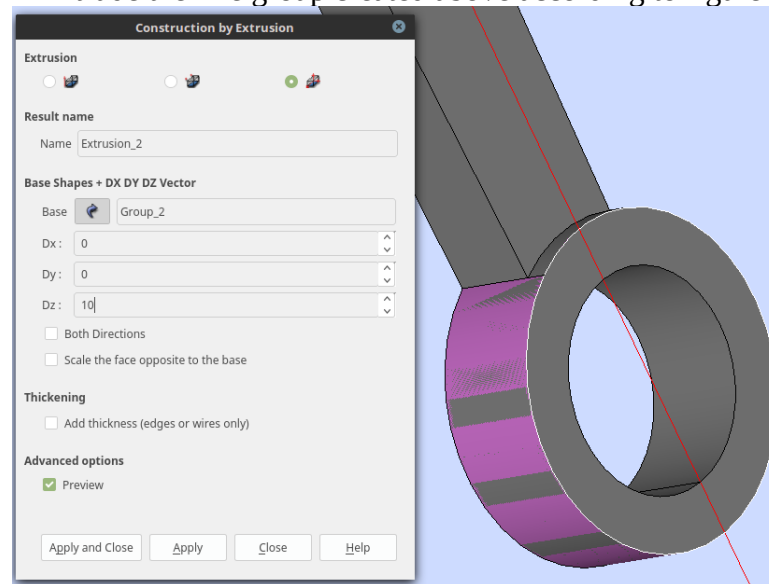 Construction by Extrusion
Extrusion
Result name
Name Extrusion_2
Base Shapes + DX DY DZ Vector
Base Group_2
Dx : 0
Dy : 0
Dz : 10
Both Directions
Scale the face opposite to the base
Thickening
Add thickness (edges or wires only)
Advanced options
Preview
Apply and Close Apply Close Help